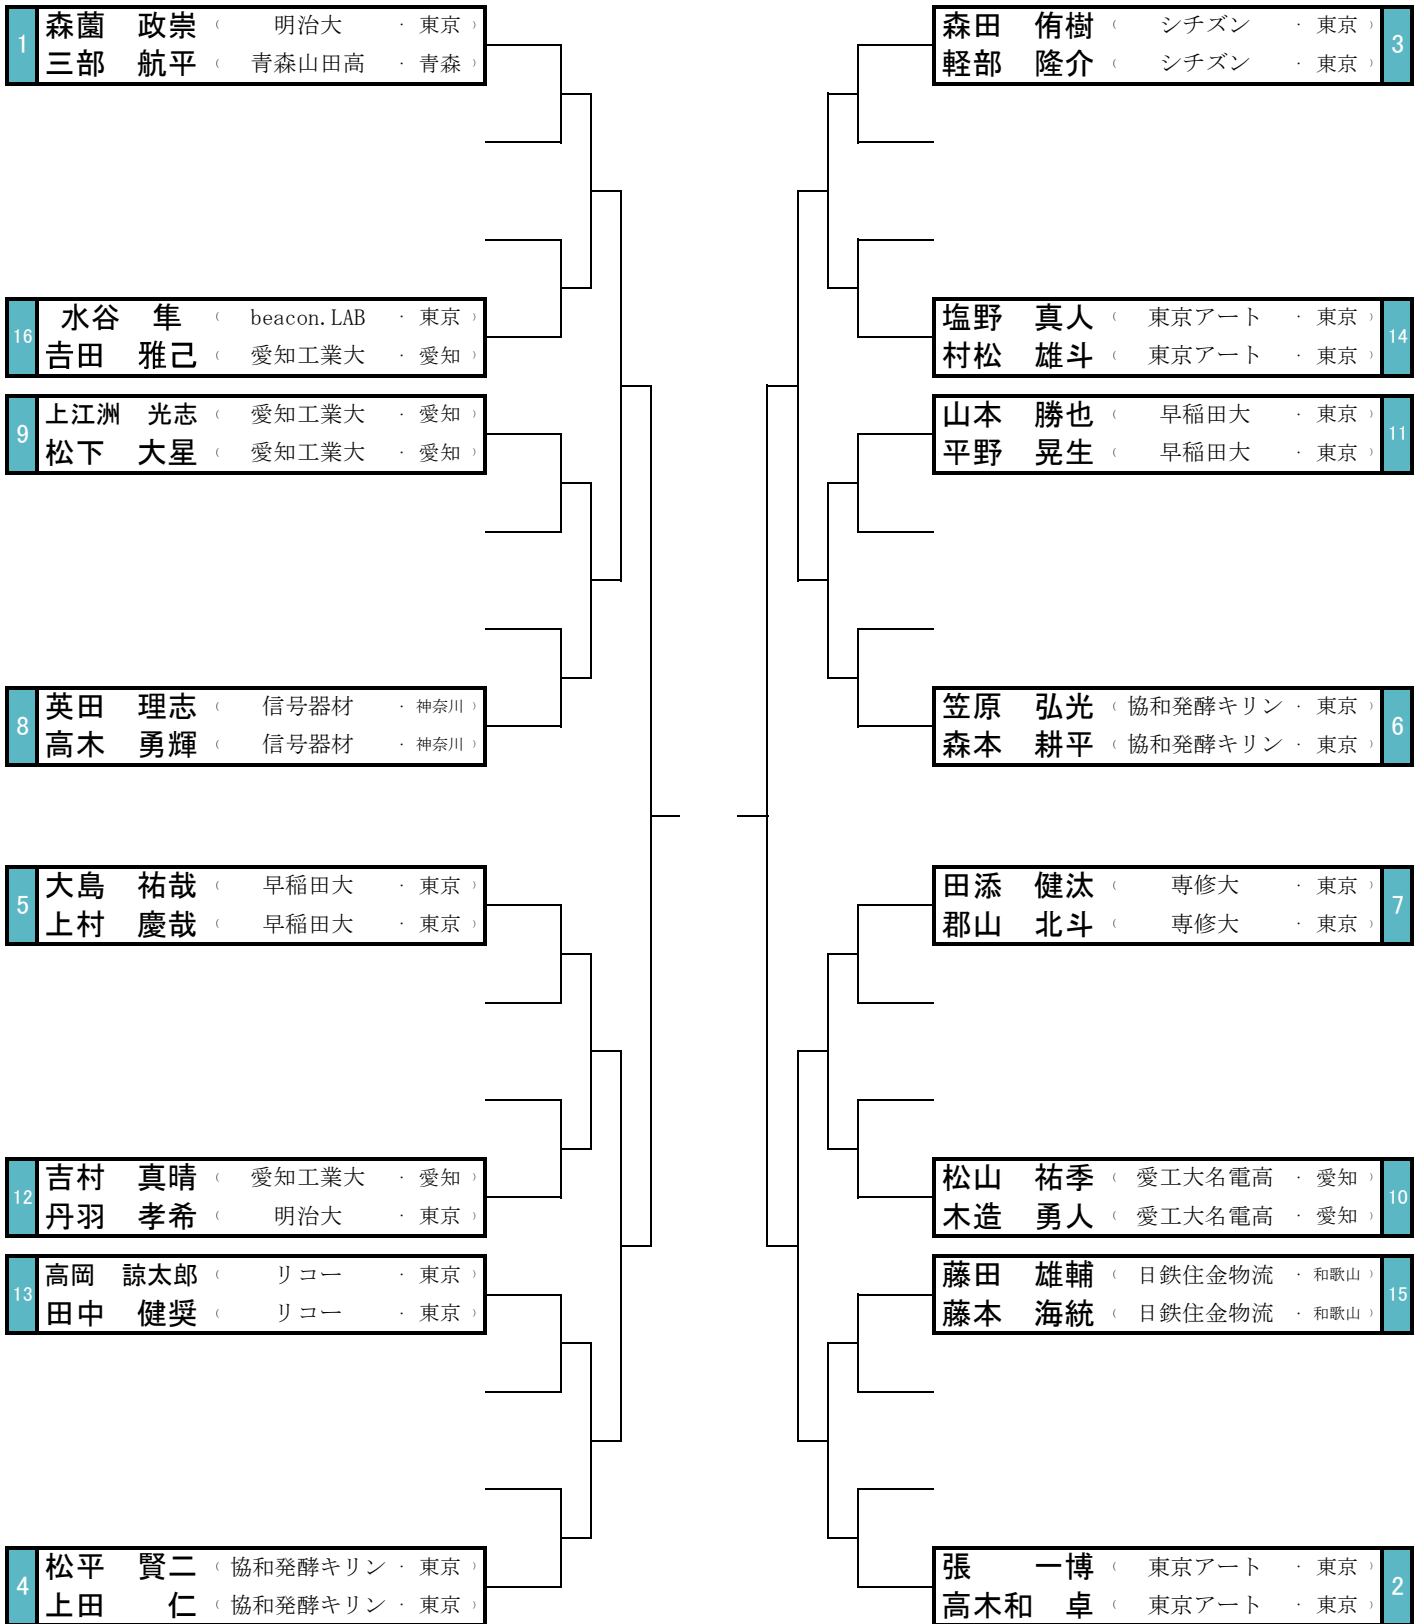 1
森薗 政崇 ( 明治大 ・ 東京 )
三部 航平 ( 青森山田高 ・ 青森 )
16
水谷 隼 ( beacon.LAB ・ 東京 )
吉田 雅己 ( 愛知工業大 ・ 愛知 )
9
上江洲 光志 ( 愛知工業大 ・ 愛知 )
松下 大星 ( 愛知工業大 ・ 愛知 )
8
英田 理志 ( 信号器材 ・ 神奈川 )
高木 勇輝 ( 信号器材 ・ 神奈川 )
5
大島 祐哉 ( 早稲田大 ・ 東京 )
上村 慶哉 ( 早稲田大 ・ 東京 )
12
吉村 真晴 ( 愛知工業大 ・ 愛知 )
丹羽 孝希 ( 明治大 ・ 東京 )
13
高岡 諒太郎 ( リコー ・ 東京 )
田中 健奨 ( リコー ・ 東京 )
4
松平 賢二 ( 協和発酵キリン ・ 東京 )
上田 仁 ( 協和発酵キリン ・ 東京 )
森田 侑樹 ( シチズン ・ 東京 )
軽部 隆介 ( シチズン ・ 東京 )
3
塩野 真人 ( 東京アート ・ 東京 )
村松 雄斗 ( 東京アート ・ 東京 )
14
山本 勝也 ( 早稲田大 ・ 東京 )
平野 晃生 ( 早稲田大 ・ 東京 )
11
笠原 弘光 ( 協和発酵キリン ・ 東京 )
森本 耕平 ( 協和発酵キリン ・ 東京 )
6
田添 健汰 ( 専修大 ・ 東京 )
郡山 北斗 ( 専修大 ・ 東京 )
7
松山 祐季 ( 愛工大名電高 ・ 愛知 )
木造 勇人 ( 愛工大名電高 ・ 愛知 )
10
藤田 雄輔 ( 日鉄住金物流 ・ 和歌山 )
藤本 海統 ( 日鉄住金物流 ・ 和歌山 )
15
張 一博 ( 東京アート ・ 東京 )
高木和 卓 ( 東京アート ・ 東京 )
2